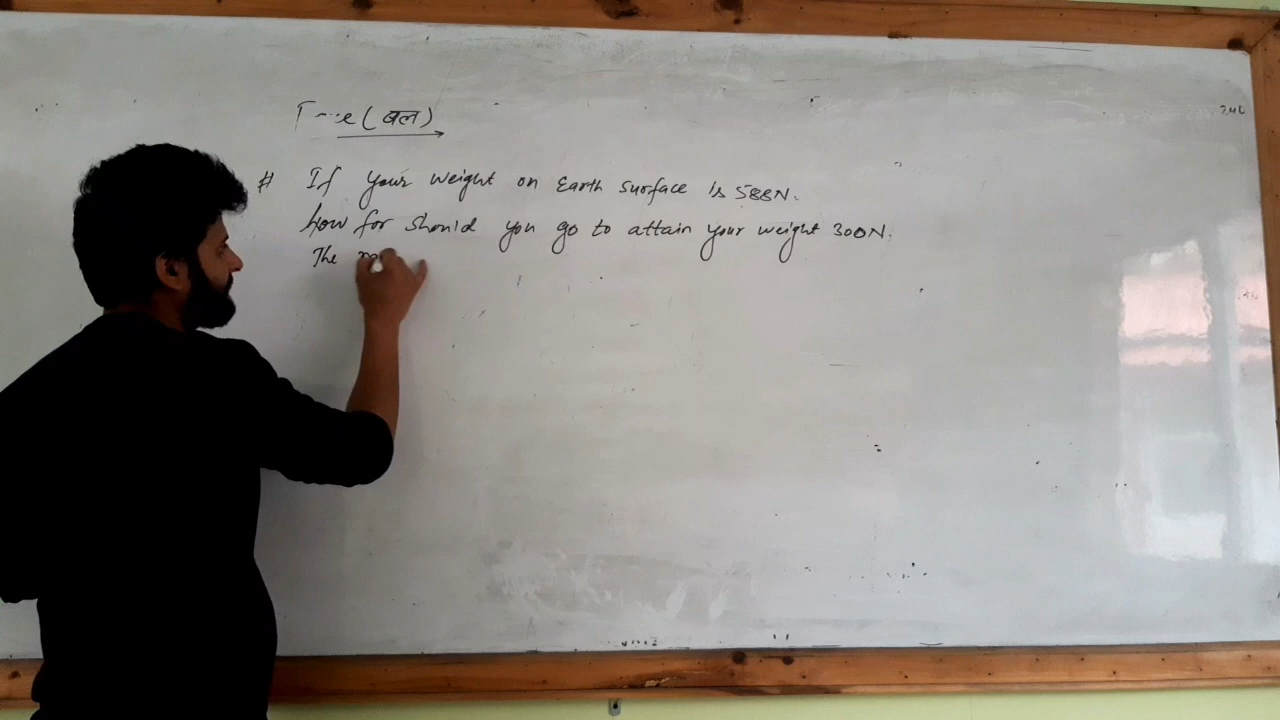 (बल)
# If your weight on Earth surface is 588N.
how far should you go to attain your weight 300N.
The